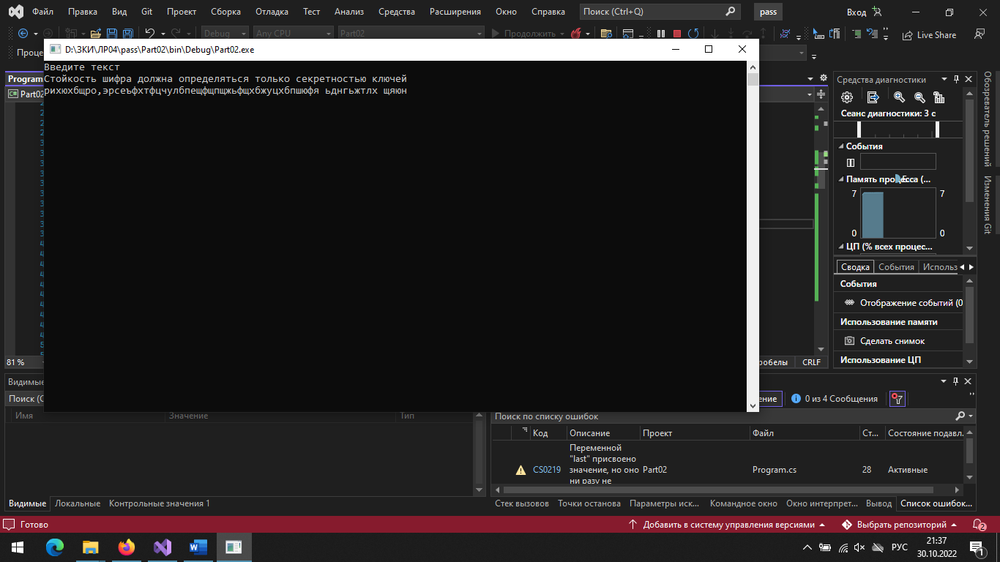 Файл Правка Вид Git Проект Сборка Отладка Тест Анализ Средства Расширения Окно Справка Поиск (Ctrl+Q) pass Вход
Debug Any CPU Part02 Продолжить Live Share
D:\ЗКИ\ЛР04\pass\Part02\bin\Debug\Part02.exe
Введите текст
Стойкость шифра должна определяться только секретностью ключей
рихюхбщро,эрсеъфхтфцчулбпещфщпщжьфщхбжуцхбпшюфя ьднгьжтлх щяюн
Program
Part02
81 %
CRLF
Средства диагностики
Сеанс диагностики: 3 с
События
Память процесса (...
7 7
0 0
ЦП (% всех процес...
Сводка События Использ
События
Отображение событий (0
Использование памяти
Сделать снимок
Использование ЦП
Обозреватель решений
Изменения Git
Видимые
Поиск (C
Имя Значение Тип
Видимые Локальные Контрольные значения 1
0 из 4 Сообщения
Поиск по списку ошибок
Код Описание Проект Файл Ст... Состояние подавл.
CS0219 Переменной "last" присвоено значение, но оно ни разу не Part02 Program.cs 28 Активные
Стек вызовов Точки останова Параметры иск... Командное окно Окно интерпрет... Вывод Список ошибок...
Готово Добавить в систему управления версиями Выбрать репозиторий 2
РУС 21:37
30.10.2022 1